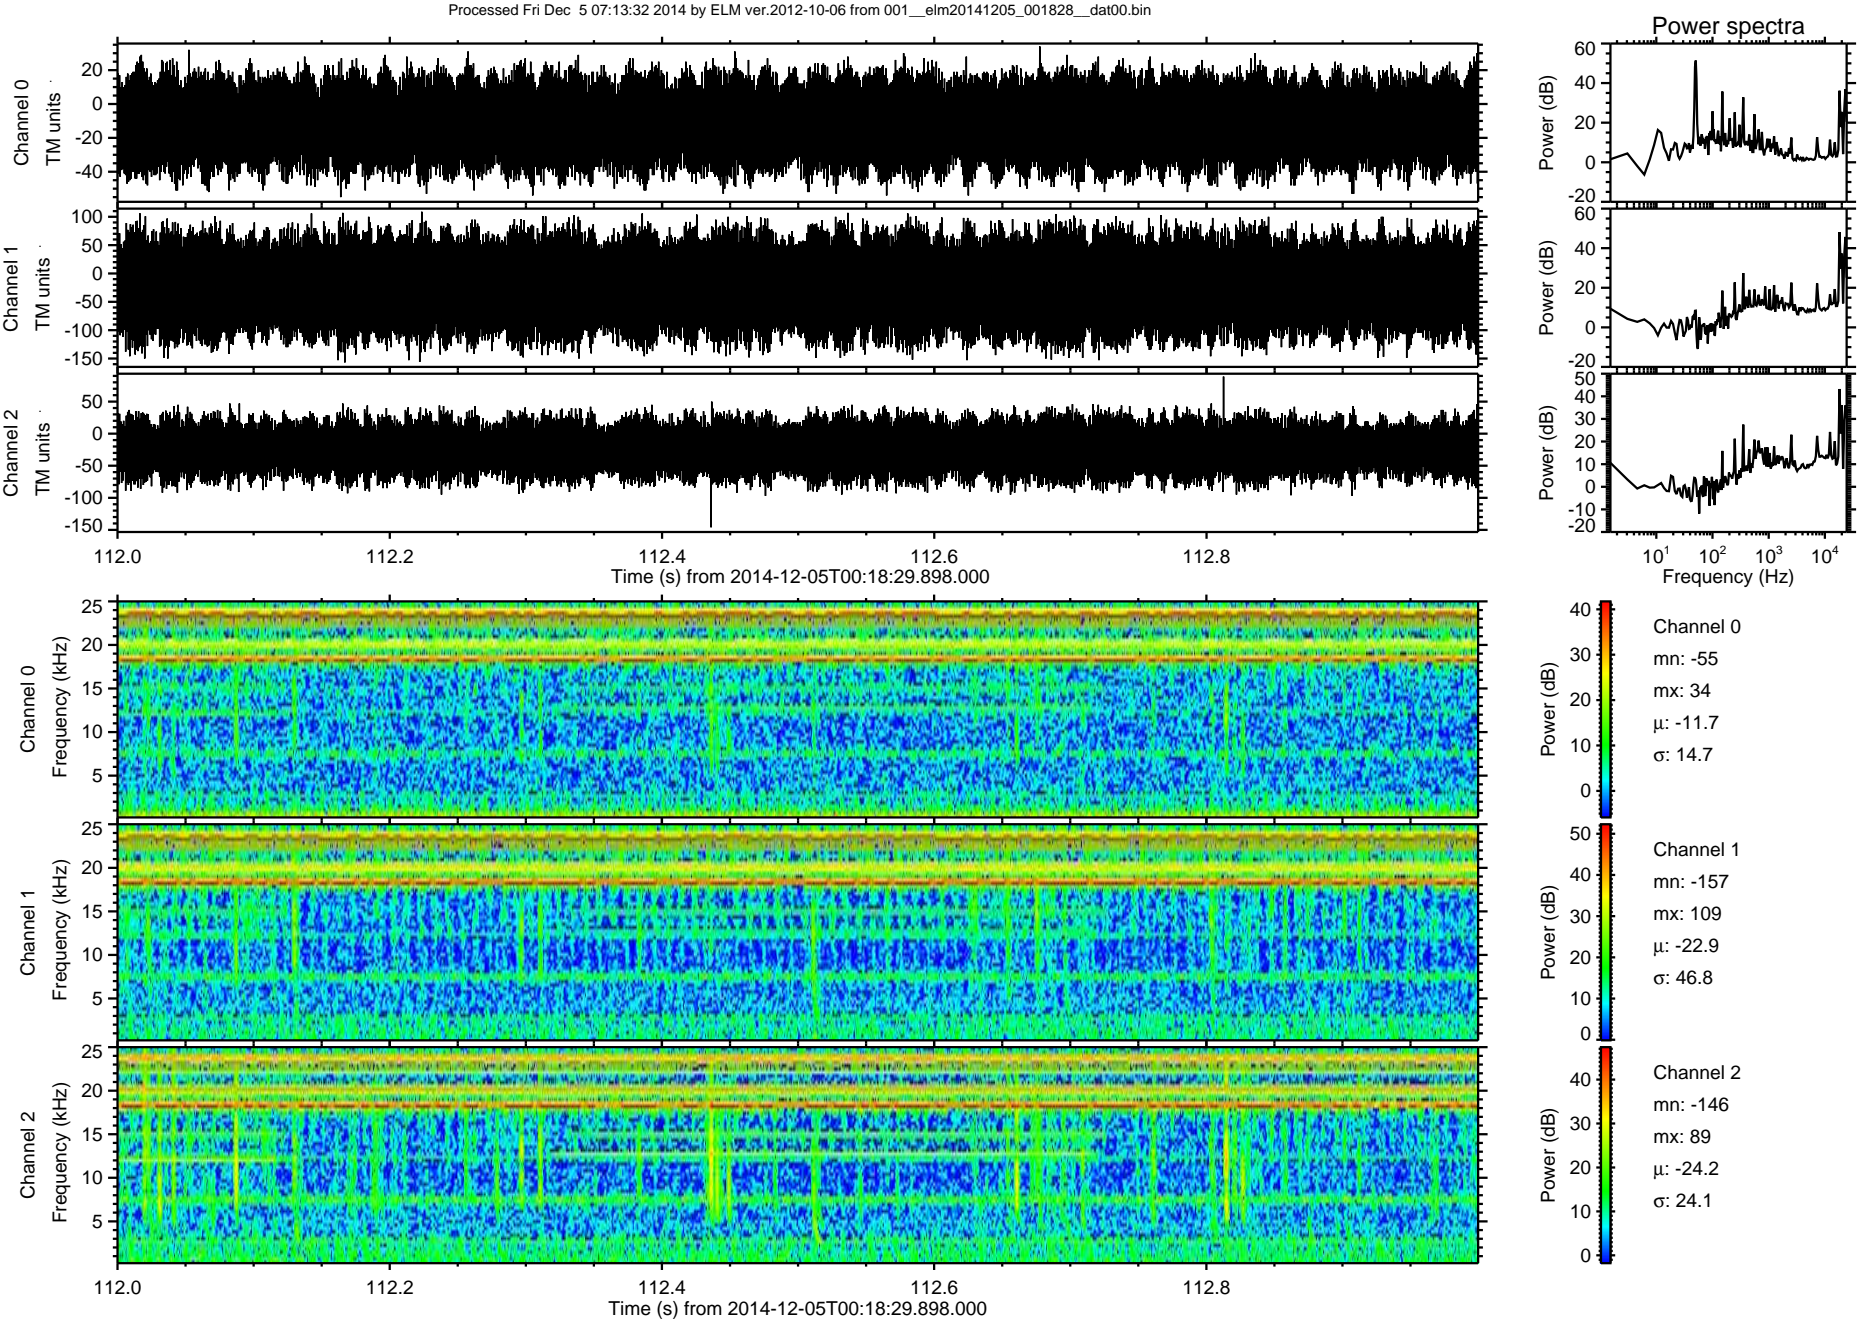 Processed Fri Dec  5 07:13:32 2014 by ELM ver.2012-10-06 from 001__elm20141205_001828__dat00.bin
Power spectra
Channel 0
TM units
20
0
-20
-40
Power (dB)
60
40
20
0
-20
Channel 1
TM units
100
50
0
-50
-100
-150
Power (dB)
60
40
20
0
-20
Channel 2
TM units
50
0
-50
-100
-150
Power (dB)
50
40
30
20
10
0
-10
-20
112.0 112.2 112.4 112.6 112.8
Time (s) from 2014-12-05T00:18:29.898.000
10¹ 10² 10³ 10⁴
Frequency (Hz)
Channel 0
Frequency (kHz)
25
20
15
10
5
Power (dB)
40
30
20
10
0
Channel 0
mn: -55
mx: 34
μ: -11.7
σ: 14.7
Channel 1
Frequency (kHz)
25
20
15
10
5
Power (dB)
50
40
30
20
10
0
Channel 1
mn: -157
mx: 109
μ: -22.9
σ: 46.8
Channel 2
Frequency (kHz)
25
20
15
10
5
Power (dB)
40
30
20
10
0
Channel 2
mn: -146
mx: 89
μ: -24.2
σ: 24.1
112.0 112.2 112.4 112.6 112.8
Time (s) from 2014-12-05T00:18:29.898.000